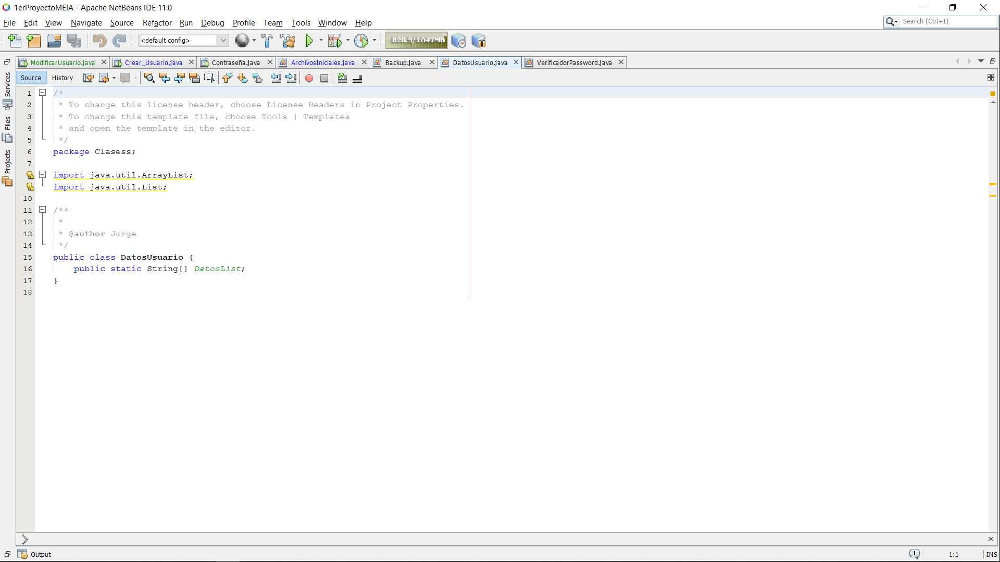 1erProyectoMEIA - Apache NetBeans IDE 11.0
File Edit View Navigate Source Refactor Run Debug Profile Team Tools Window Help
Search (Ctrl+I)
<default config>
826.9/1047MB
ModificarUsuario.java Crear_Usuario.java Contraseña.java ArchivosIniciales.java Backup.java DatosUsuario.java VerificadorPassword.java
Source History
Services
Files
Projects
1 /*
2 * To change this license header, choose License Headers in Project Properties.
3 * To change this template file, choose Tools | Templates
4 * and open the template in the editor.
5 */
6 package Clasess;
7
import java.util.ArrayList;
import java.util.List;
10
11 /**
12 *
13 * @author Jorge
14 */
15 public class DatosUsuario {
16 public static String[] DatosList;
17 }
18
Output
1
1:1
INS